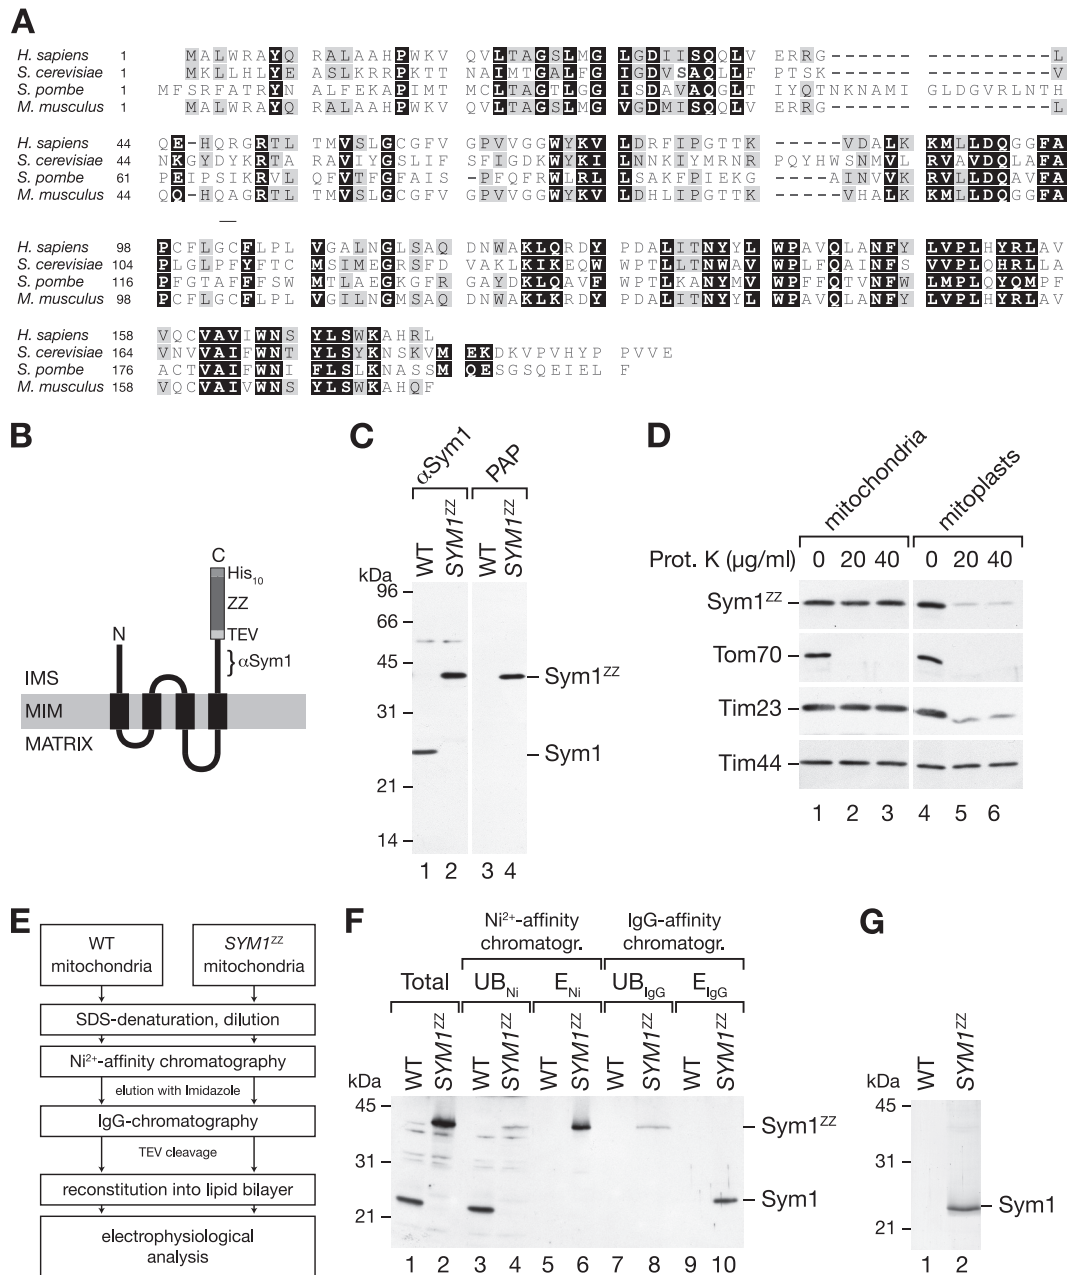 A
H. sapiens 1 MALWRAYQ RALAAHPWKV QVLTAGSLMG LGDIISQQLV ERRG------ ---------L
S. cerevisiae 1 MKLLHLYE ASLKRRPKTT NAIMTGALFG IGDVSAQLLF PTSK------ ---------V
S. pombe 1 MFSRFATRYN ALFEKAPIMT MCLTAGTLGG ISDAVAQGLT IYQTNKNAMI GLDGVRLNTH
M. musculus 1 MALWRAYQ RALAAHPWKV QVLTAGSLMG VGDMISQQLV ERRG------ ---------L
H. sapiens 44 QE-HQRGRTL TMVSLGCGFV GPVVGGWYKV LDRFIPGTTK -----VDALK KMLLDQGGFA
S. cerevisiae 44 NKGYDYKRTA RAVIYGSLIF SFIGDKWYKI LNNKIYMRNR PQYHWSNMVL RVAVDQLAFA
S. pombe 61 PEIPSIKRVL QFVTFGFAIS -PFQFRWLRL LSAKFPIEKG -----AINVVK RVLLDQAVFA
M. musculus 44 QQ-HQAGRTL TMVSLGCGFV GPVVGGWYKV LDHLIPGTTK -----VNALK KMLLDQGGFA
H. sapiens 98 PCFLGCFLPL VGALNGLSAQ DNWAKLQRDY PDALITNYYL WPAVQLANFY LVPLHYRLAV
S. cerevisiae 104 PLGLPFYFTC MSIMEGRSFD VAKLKIKEQW WPTLLTNWAV WPLFQAINFS VVPLQHRLLA
S. pombe 116 PFGTAFFFSW MTLAEGKGFR GAYDKLQAVF WPTLKANYMV WPFFQTVNFW LMPLQYQMPF
M. musculus 98 PCFLGCFLPL VGILNGMSAQ DNWAKLKRDY PDALITNYYL WPAVQLANFY LVPLHYRLAV
H. sapiens 158 VQCVAVIWNS YLSWKAHRL
S. cerevisiae 164 VNVVAIFWNT YLSYKNSKVM EKDKVPVHYP PVVE
S. pombe 176 ACTVAIFWNI FLSLKNASSM QESGSQEIEL F
M. musculus 158 VQCVAIVWNS YLSWKAHQF
B
C
His10
ZZ
N
TEV
αSym1
IMS
MIM
MATRIX
C
αSym1 PAP
WT SYM1ZZ WT SYM1ZZ
kDa
96
66
45
Sym1ZZ
31
Sym1
21
14
1 2 3 4
D
mitochondria mitoplasts
Prot. K (µg/ml) 0 20 40 0 20 40
Sym1ZZ
Tom70
Tim23
Tim44
1 2 3 4 5 6
E
WT mitochondria
SYM1ZZ mitochondria
SDS-denaturation, dilution
Ni2+-affinity chromatography
elution with Imidazole
IgG-chromatography
TEV cleavage
reconstitution into lipid bilayer
electrophysiological
analysis
F
Ni2+-affinity chromatogr.
IgG-affinity chromatogr.
Total UBNi ENi UBIgG EIgG
WT SYM1ZZ WT SYM1ZZ WT SYM1ZZ WT SYM1ZZ WT SYM1ZZ
kDa
45
Sym1ZZ
31
Sym1
21
1 2 3 4 5 6 7 8 9 10
G
WT SYM1ZZ
kDa
45
31
Sym1
21
1 2